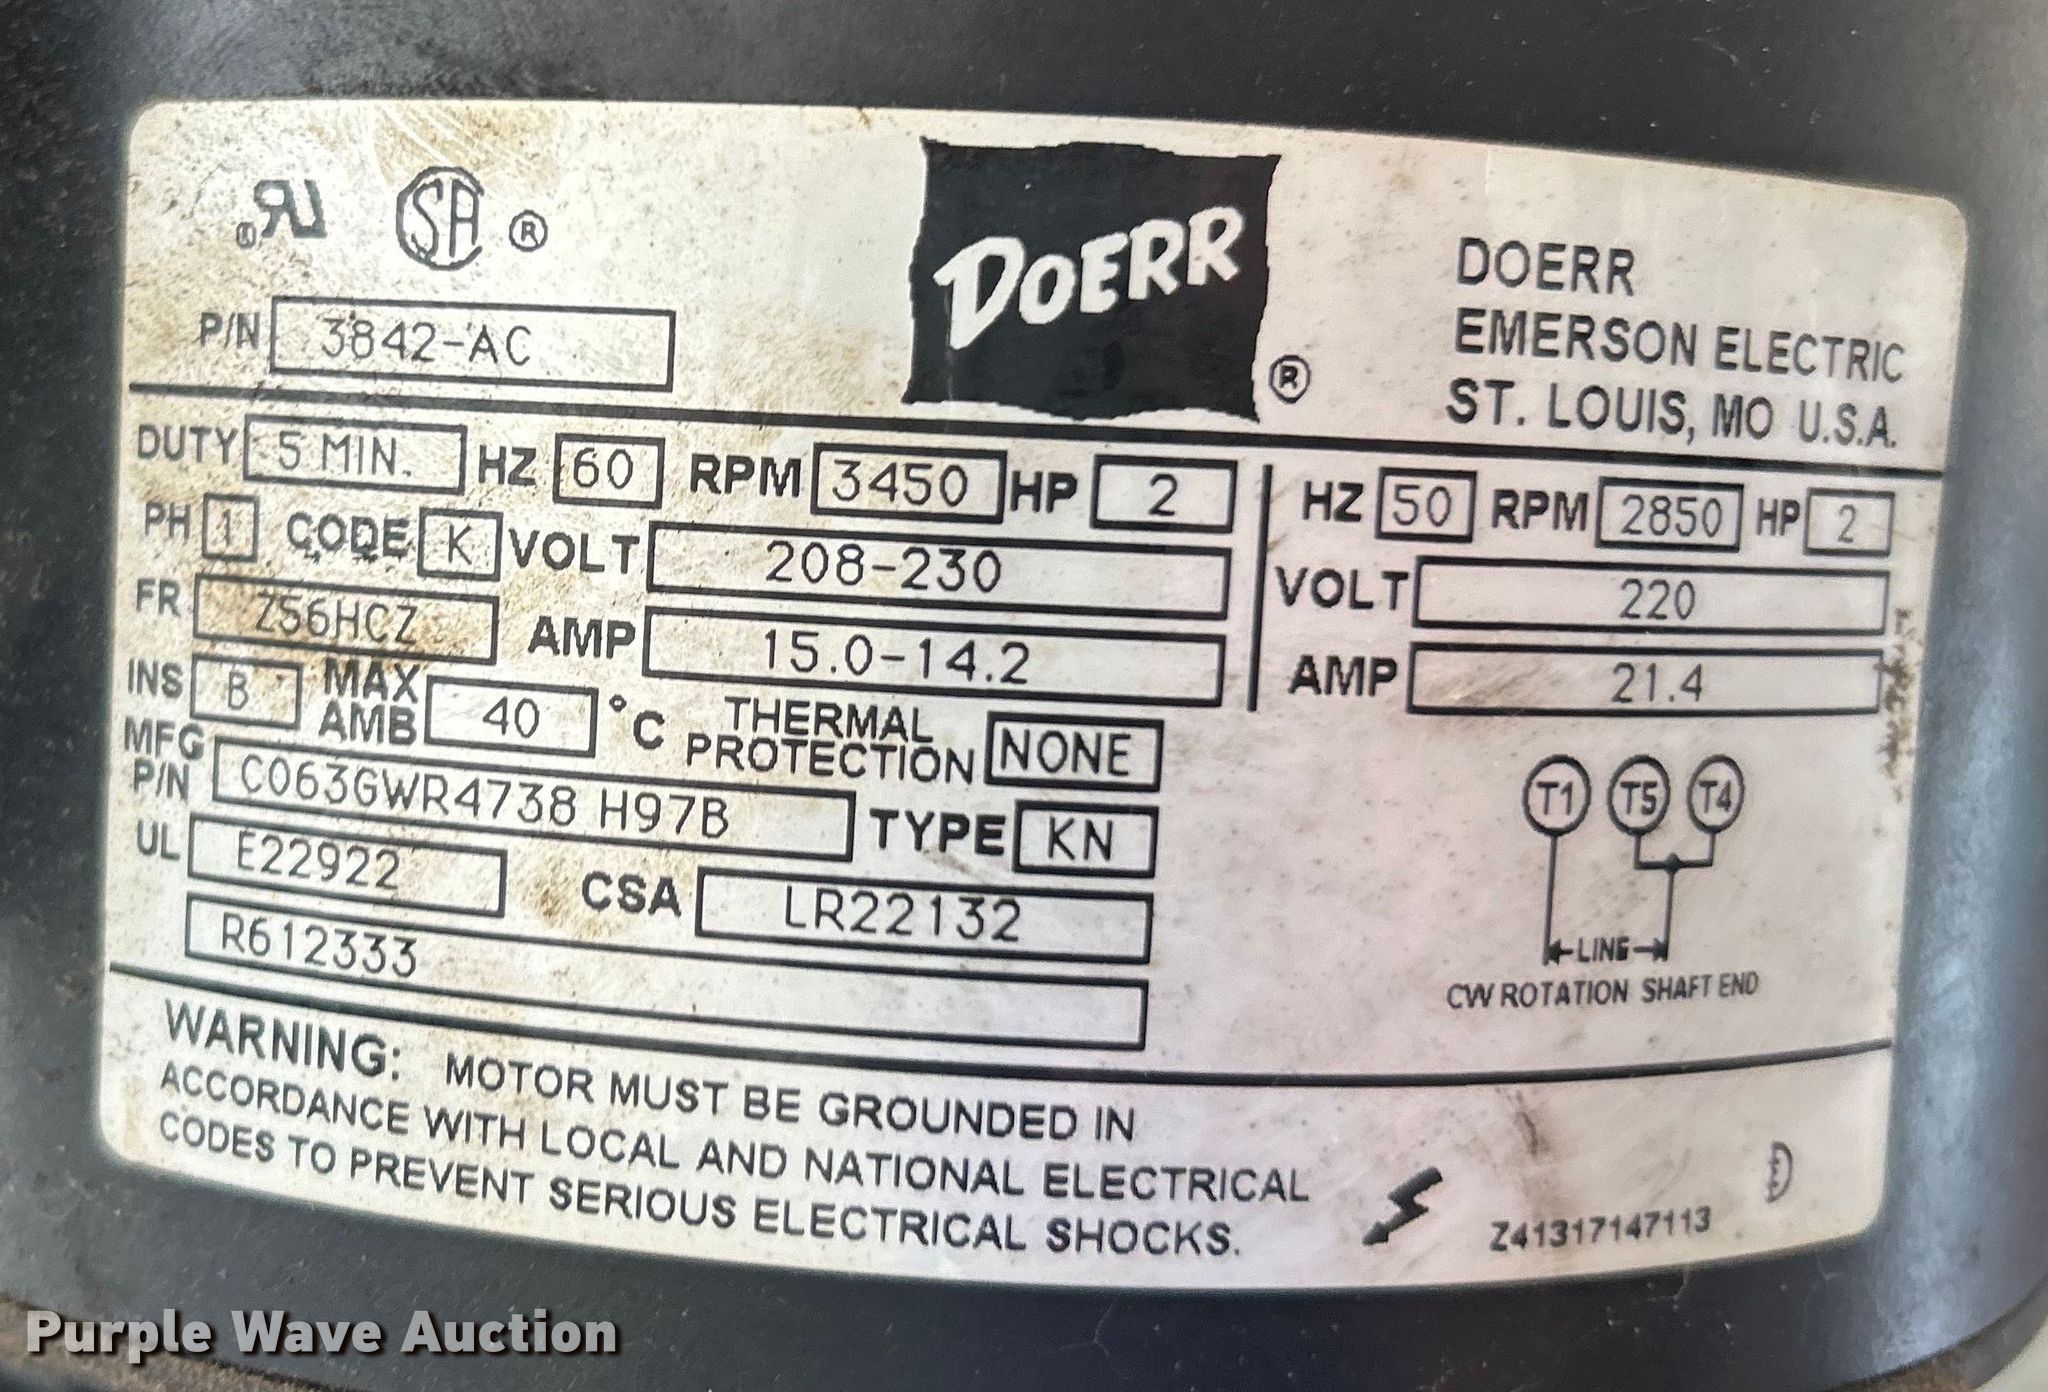 RU ®
SA ®
DOERR ®
DOERR
EMERSON ELECTRIC
ST. LOUIS, MO U.S.A.
P/N 3842-AC
DUTY 5 MIN. HZ 60 RPM 3450 HP 2 HZ 50 RPM 2850 HP 2
PH 1 CODE K VOLT 208-230 VOLT 220
FR Z56HCZ AMP 15.0-14.2 AMP 21.4
INS B MAX AMB 40 °C THERMAL PROTECTION NONE
MFG P/N C063GWR4738 H97B TYPE KN
UL E22922 CSA LR22132
R612333
T1 T5 T4
LINE
CW ROTATION SHAFT END
WARNING: MOTOR MUST BE GROUNDED IN
ACCORDANCE WITH LOCAL AND NATIONAL ELECTRICAL
CODES TO PREVENT SERIOUS ELECTRICAL SHOCKS.
Z41317147113
Purple Wave Auction